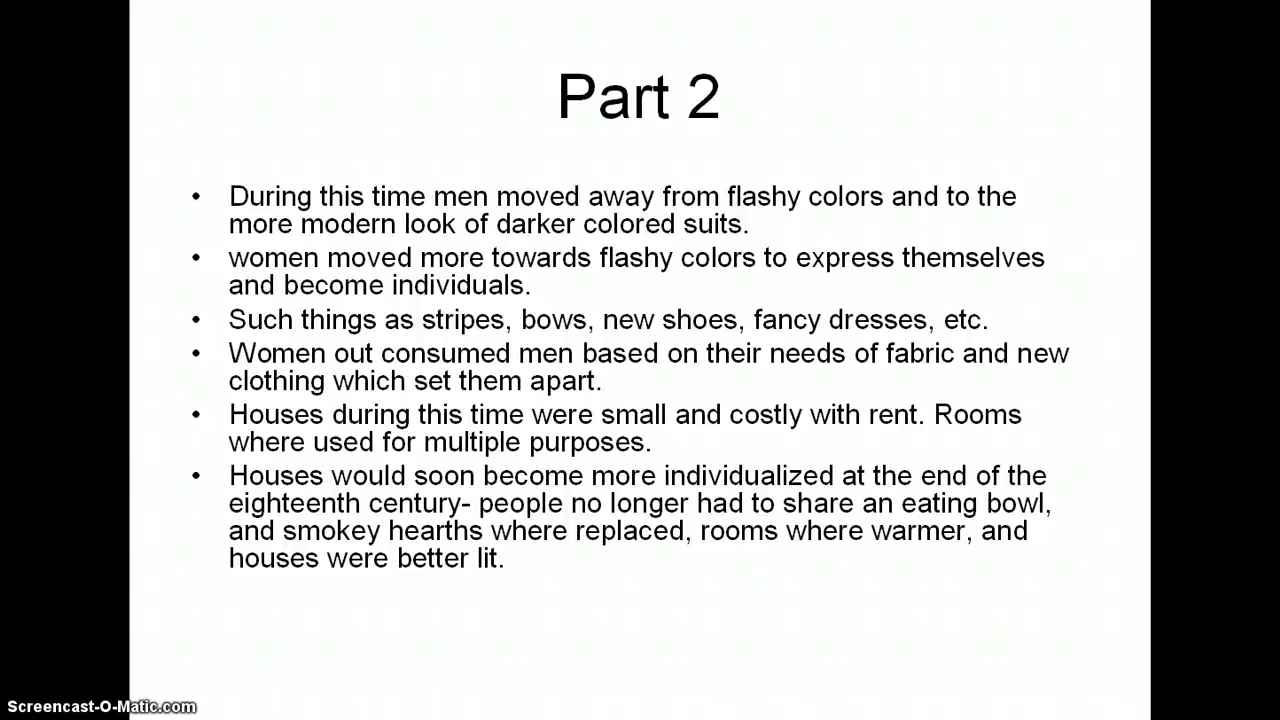 Part 2
• During this time men moved away from flashy colors and to the
more modern look of darker colored suits.
• women moved more towards flashy colors to express themselves
and become individuals.
• Such things as stripes, bows, new shoes, fancy dresses, etc.
• Women out consumed men based on their needs of fabric and new
clothing which set them apart.
• Houses during this time were small and costly with rent. Rooms
where used for multiple purposes.
• Houses would soon become more individualized at the end of the
eighteenth century- people no longer had to share an eating bowl,
and smokey hearths where replaced, rooms where warmer, and
houses were better lit.
Screencast-O-Matic.com